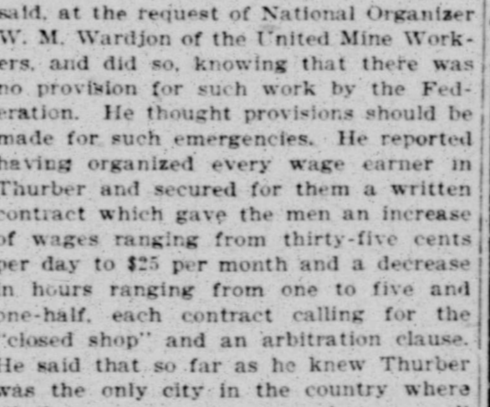 said, at the request of National Organizer
W. M. Wardjon of the United Mine Work-
ers, and did so, knowing that there was
no provision for such work by the Fed-
eration. He thought provisions should be
made for such emergencies. He reported
having organized every wage earner in
Thurber and secured for them a written
contract which gave the men an increase
of wages ranging from thirty-five cents
per day to $25 per month and a decrease
in hours ranging from one to five and
one-half, each contract calling for the
"closed shop" and an arbitration clause.
He said that so far as he knew Thurber
was the only city in the country where